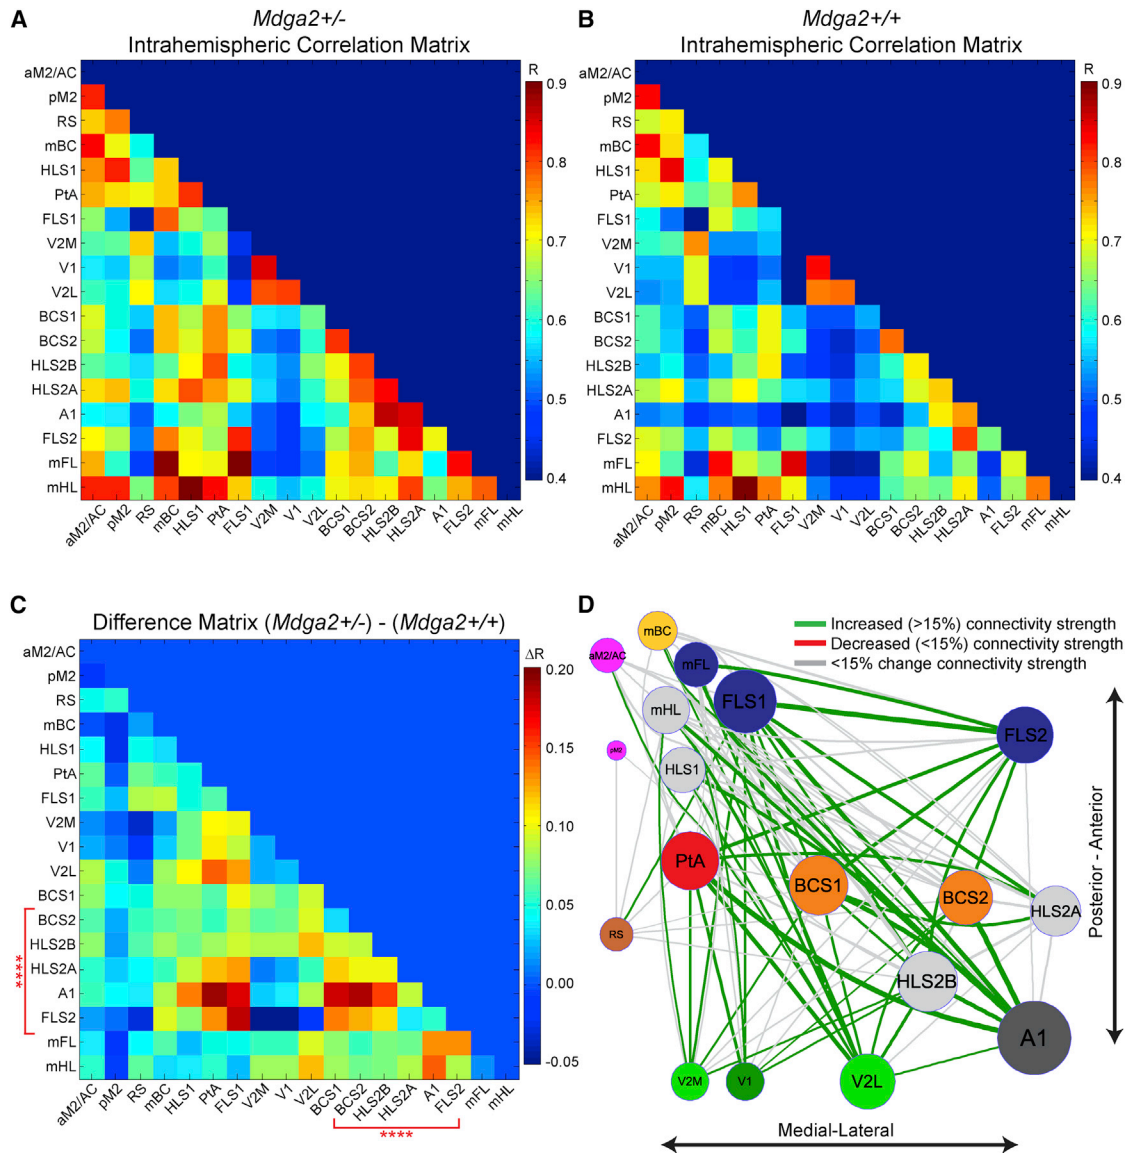 A
Mdga2+/-
Intrahemispheric Correlation Matrix
aM2/AC
pM2
RS
mBC
HLS1
PtA
FLS1
V2M
V1
V2L
BCS1
BCS2
HLS2B
HLS2A
A1
FLS2
mFL
mHL
aM2/AC pM2 RS mBC HLS1 PtA FLS1 V2M V1 V2L BCS1 BCS2 HLS2B HLS2A A1 FLS2 mFL mHL
R
0.9
0.8
0.7
0.6
0.5
0.4
B
Mdga2+/+
Intrahemispheric Correlation Matrix
aM2/AC
pM2
RS
mBC
HLS1
PtA
FLS1
V2M
V1
V2L
BCS1
BCS2
HLS2B
HLS2A
A1
FLS2
mFL
mHL
aM2/AC pM2 RS mBC HLS1 PtA FLS1 V2M V1 V2L BCS1 BCS2 HLS2B HLS2A A1 FLS2 mFL mHL
R
0.9
0.8
0.7
0.6
0.5
0.4
C
Difference Matrix (Mdga2+/-) - (Mdga2+/+)
aM2/AC
pM2
RS
mBC
HLS1
PtA
FLS1
V2M
V1
V2L
BCS1
BCS2
HLS2B
HLS2A
A1
FLS2
mFL
mHL
****
aM2/AC pM2 RS mBC HLS1 PtA FLS1 V2M V1 V2L BCS1 BCS2 HLS2B HLS2A A1 FLS2 mFL mHL
****
ΔR
0.20
0.15
0.10
0.05
0.00
-0.05
D
Increased (>15%) connectivity strength
Decreased (<15%) connectivity strength
<15% change connectivity strength
mBC
aM2/AC
mFL
mHL
FLS1
FLS2
pM2
HLS1
PtA
BCS1
BCS2
HLS2A
RS
HLS2B
A1
V2M
V1
V2L
Posterior - Anterior
Medial-Lateral